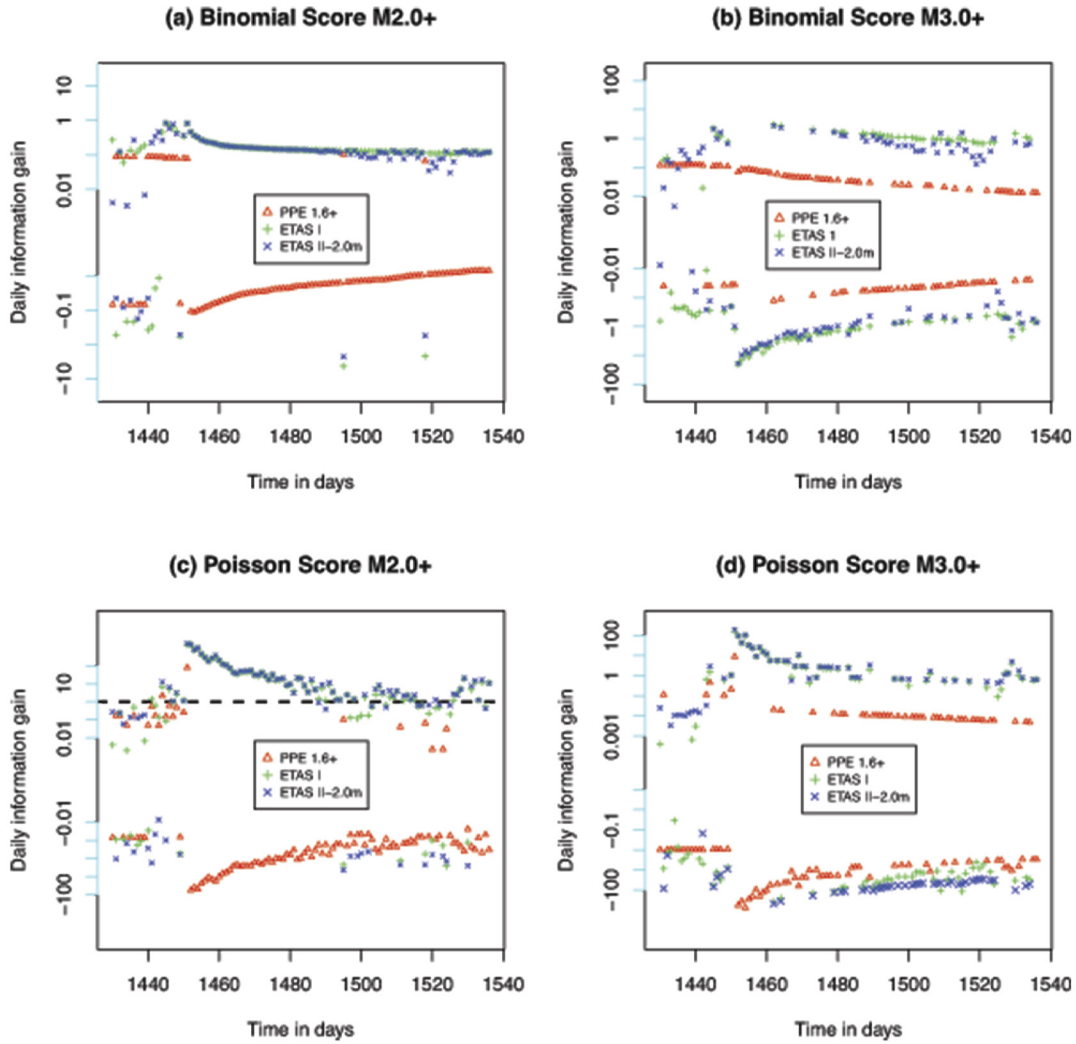 (a) Binomial Score M2.0+
Daily information gain
10
1
0.01
-0.1
-10
PPE 1.6+
ETAS I
ETAS II-2.0m
1440 1460 1480 1500 1520 1540
Time in days
(b) Binomial Score M3.0+
Daily information gain
100
1
0.01
-0.01
-1
-100
PPE 1.6+
ETAS 1
ETAS II-2.0m
1440 1460 1480 1500 1520 1540
Time in days
(c) Poisson Score M2.0+
Daily information gain
10
0.01
-0.01
-100
PPE 1.6+
ETAS I
ETAS II-2.0m
1440 1460 1480 1500 1520 1540
Time in days
(d) Poisson Score M3.0+
Daily information gain
100
1
0.001
-0.1
-100
PPE 1.6+
ETAS I
ETAS II-2.0m
1440 1460 1480 1500 1520 1540
Time in days